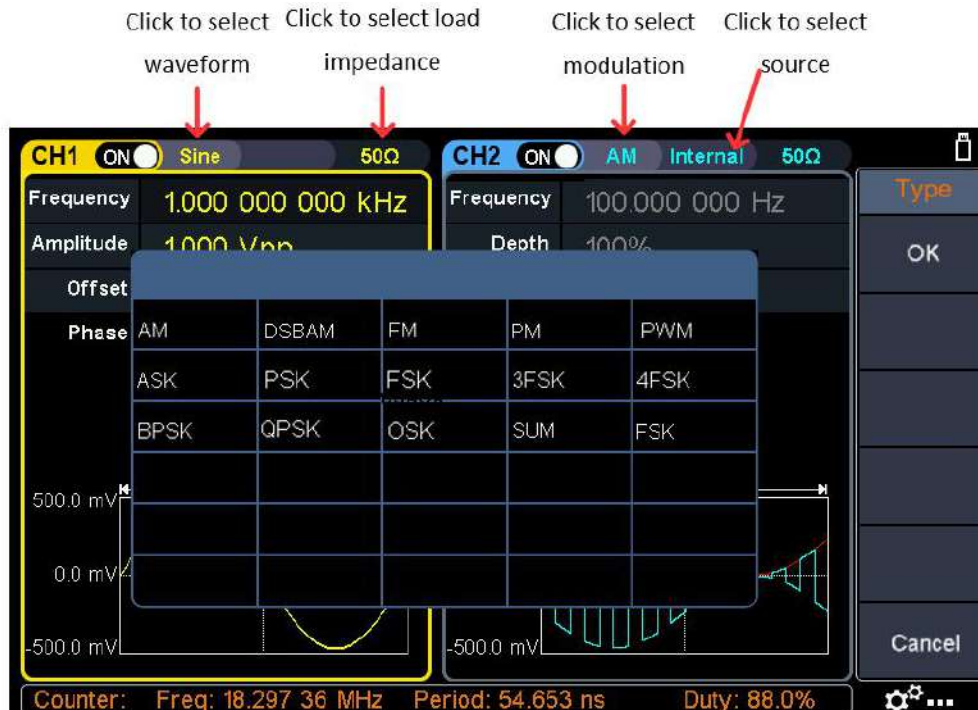 Click to select waveform
Click to select load impedance
Click to select modulation
Click to select source
CH1 ON Sine 50Ω
CH2 ON AM Internal 50Ω
Type
Frequency 1.000 000 000 kHz
Frequency 100.000 000 Hz
Amplitude 1.000 Vpp
Depth 100%
OK
Offset
Phase
AM DSBAM FM PM PWM
ASK PSK FSK 3FSK 4FSK
BPSK QPSK OSK SUM FSK
500.0 mV
0.0 mV
-500.0 mV
-500.0 mV
Cancel
Counter: Freq: 18.297 36 MHz Period: 54.653 ns Duty: 88.0%